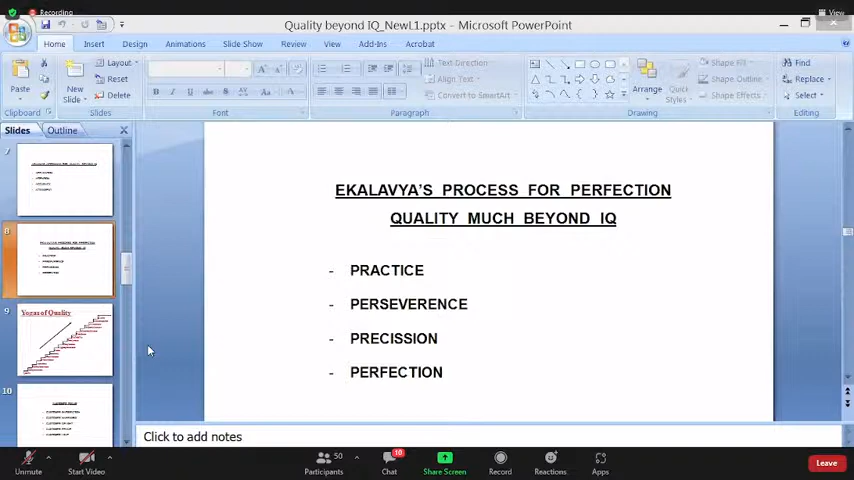 Recording
View
Quality beyond IQ_NewL1.pptx - Microsoft PowerPoint
Home Insert Design Animations Slide Show Review View Add-Ins Acrobat
Paste
New Slide
Layout
Reset
Delete
Text Direction
Align Text
Convert to SmartArt
Arrange
Quick Styles
Shape Fill
Shape Outline
Shape Effects
Find
Replace
Select
Clipboard Slides Font Paragraph Drawing Editing
Slides Outline
7
8
9
Yogas of Quality
10
EKALAVYA'S PROCESS FOR PERFECTION
QUALITY MUCH BEYOND IQ
- PRACTICE
- PERSEVERENCE
- PRECISSION
- PERFECTION
Click to add notes
Unmute
Start Video
50
Participants
10
Chat
Share Screen
Record
Reactions
Apps
Leave